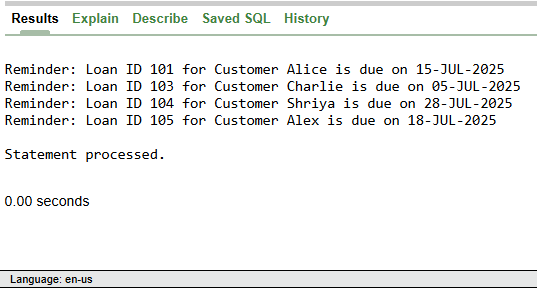 Results Explain Describe Saved SQL History
Reminder: Loan ID 101 for Customer Alice is due on 15-JUL-2025
Reminder: Loan ID 103 for Customer Charlie is due on 05-JUL-2025
Reminder: Loan ID 104 for Customer Shriya is due on 28-JUL-2025
Reminder: Loan ID 105 for Customer Alex is due on 18-JUL-2025
Statement processed.
0.00 seconds
Language: en-us